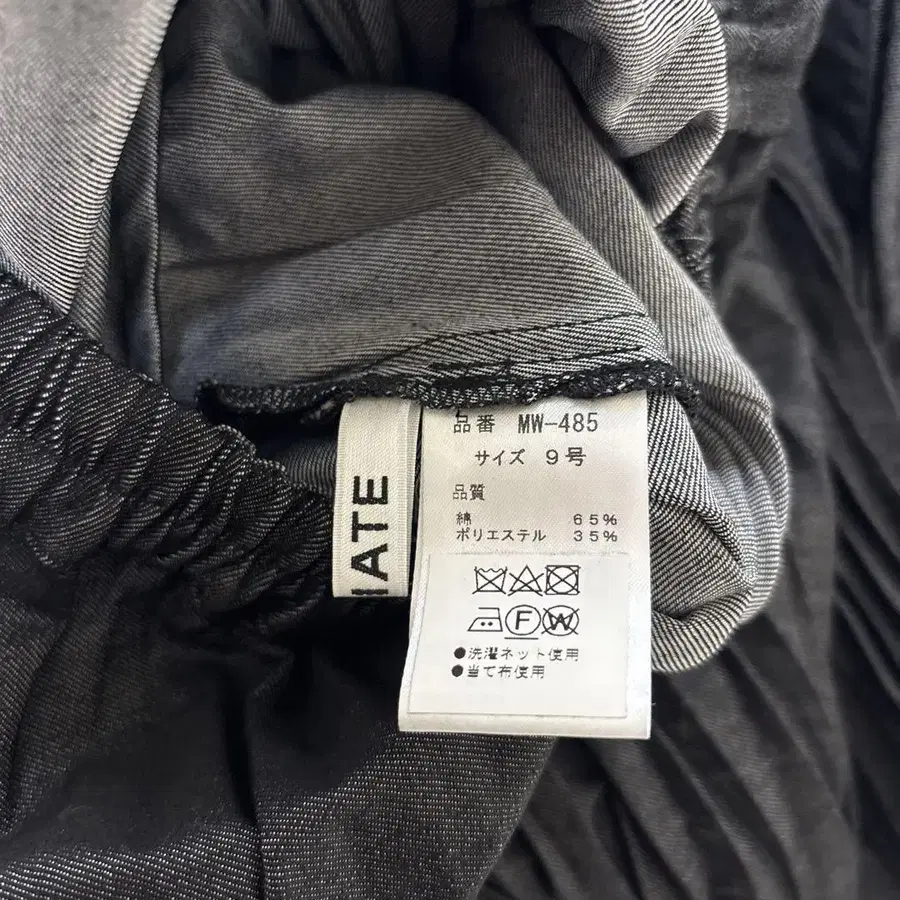 IATE
品番 MW-485
サイズ 9号
品質
綿 65%
ポリエステル 35%
F W
●洗濯ネット使用
●当て布使用